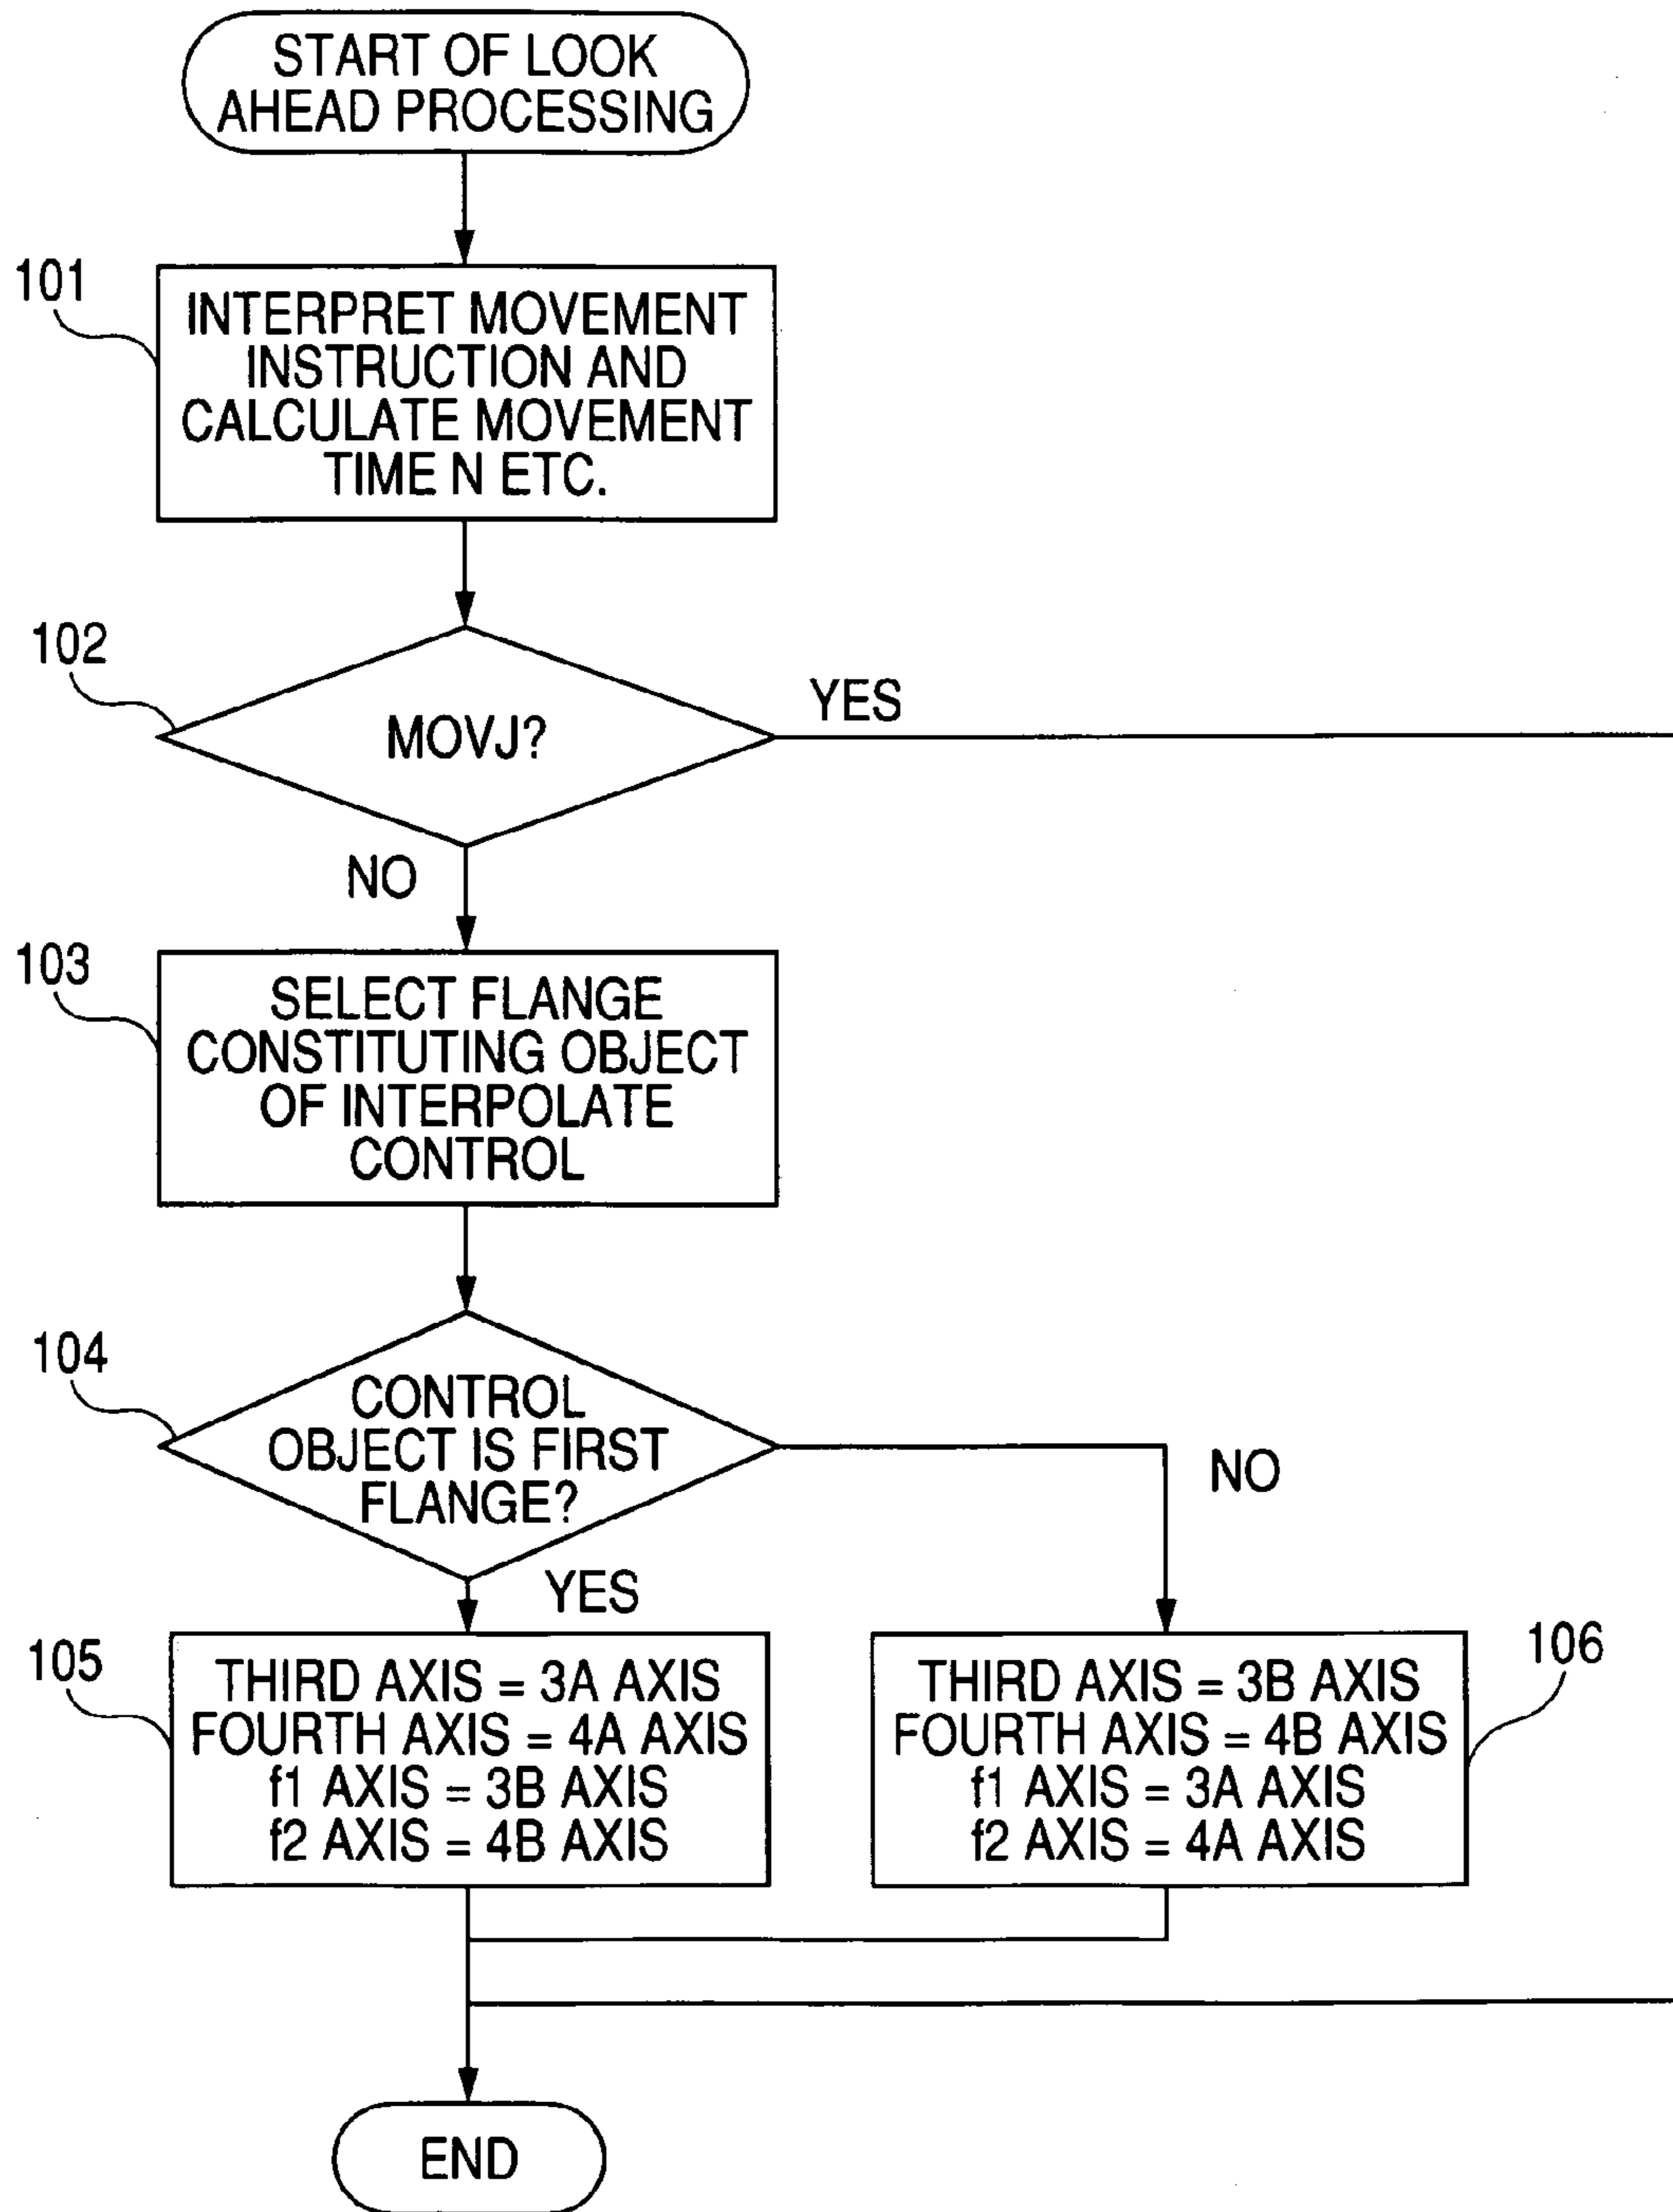 START OF LOOK
AHEAD PROCESSING
101
INTERPRET MOVEMENT
INSTRUCTION AND
CALCULATE MOVEMENT
TIME N ETC.
102
MOVJ?
YES
NO
103
SELECT FLANGE
CONSTITUTING OBJECT
OF INTERPOLATE
CONTROL
104
CONTROL
OBJECT IS FIRST
FLANGE?
NO
YES
105
THIRD AXIS = 3A AXIS
FOURTH AXIS = 4A AXIS
f1 AXIS = 3B AXIS
f2 AXIS = 4B AXIS
106
THIRD AXIS = 3B AXIS
FOURTH AXIS = 4B AXIS
f1 AXIS = 3A AXIS
f2 AXIS = 4A AXIS
END